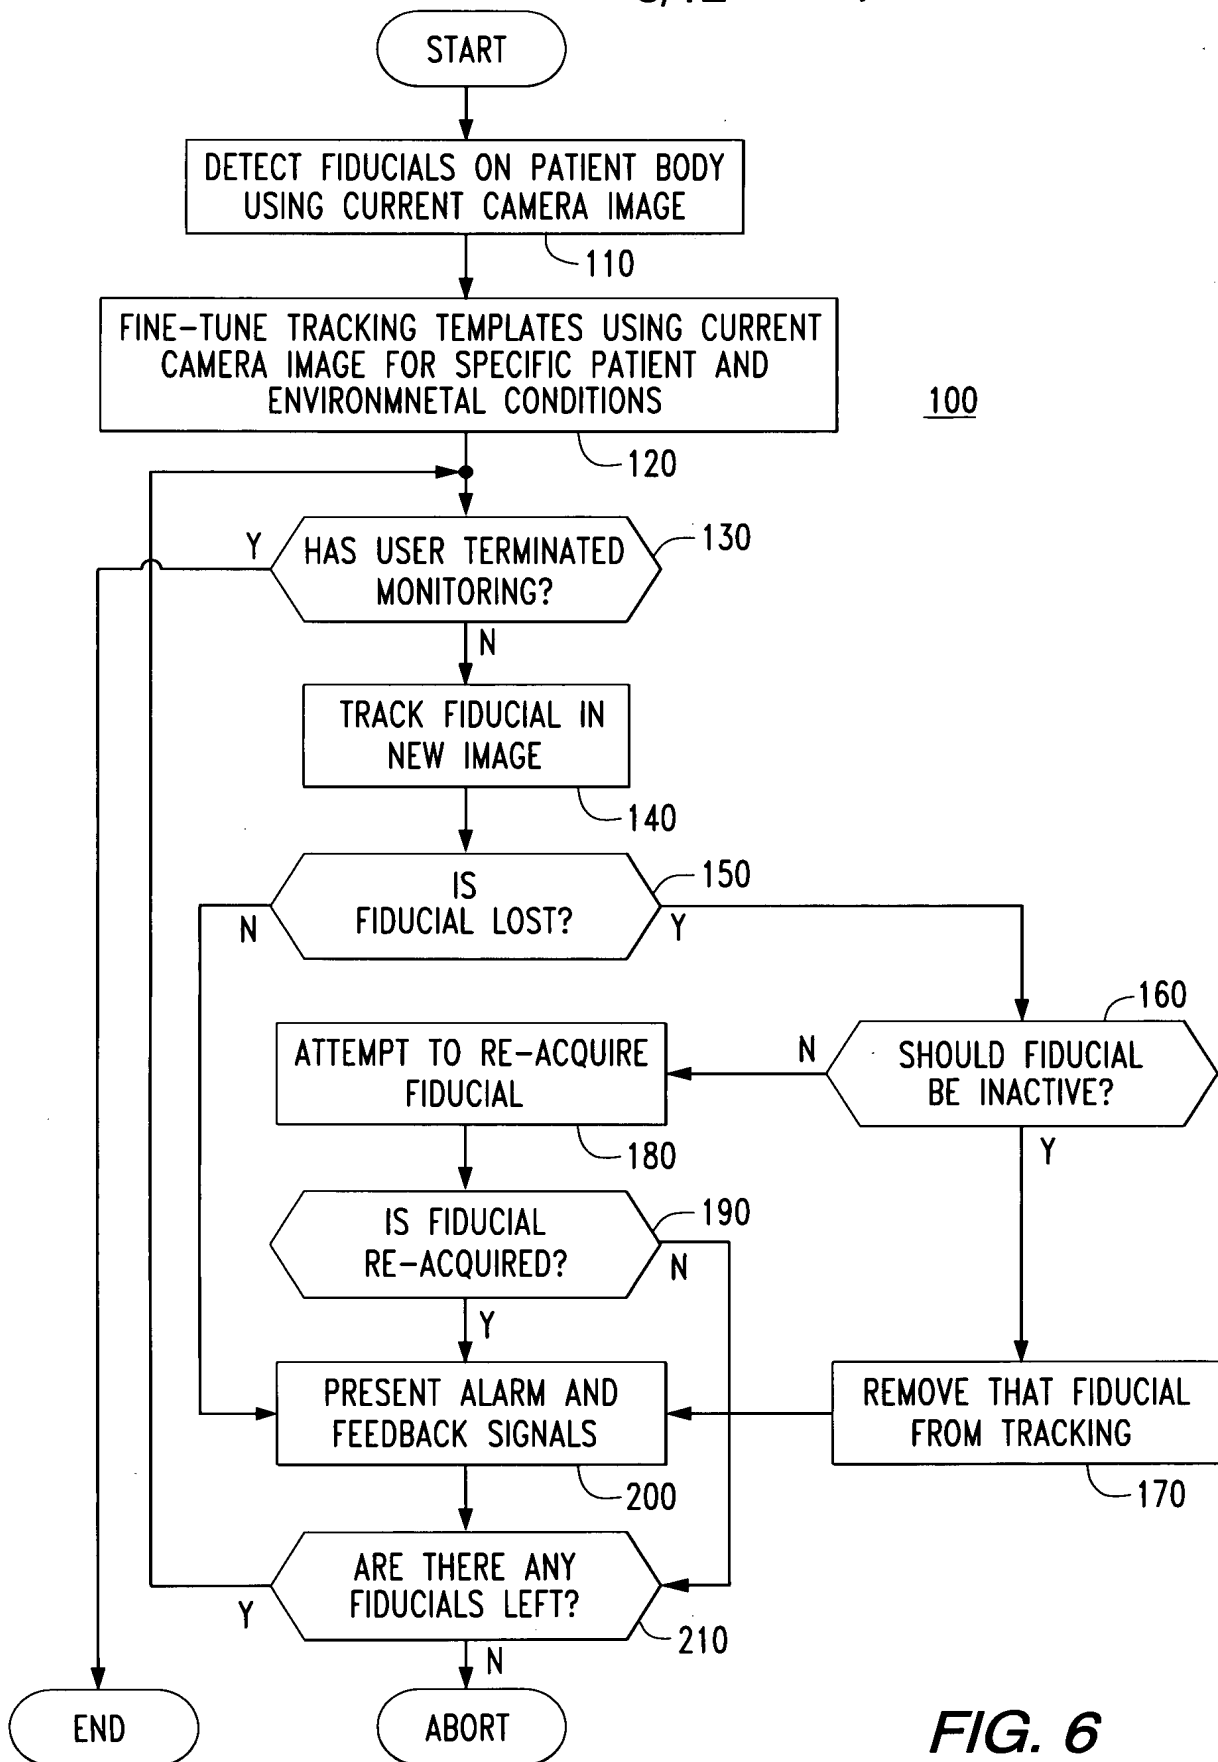 START
DETECT FIDUCIALS ON PATIENT BODY
USING CURRENT CAMERA IMAGE
110
FINE-TUNE TRACKING TEMPLATES USING CURRENT
CAMERA IMAGE FOR SPECIFIC PATIENT AND
ENVIRONMNETAL CONDITIONS
100
120
HAS USER TERMINATED
MONITORING?
130
Y
N
TRACK FIDUCIAL IN
NEW IMAGE
140
IS
FIDUCIAL LOST?
150
N
Y
160
SHOULD FIDUCIAL
BE INACTIVE?
N
Y
ATTEMPT TO RE-ACQUIRE
FIDUCIAL
180
IS FIDUCIAL
RE-ACQUIRED?
190
N
Y
PRESENT ALARM AND
FEEDBACK SIGNALS
200
REMOVE THAT FIDUCIAL
FROM TRACKING
170
ARE THERE ANY
FIDUCIALS LEFT?
210
Y
N
END
ABORT
FIG. 6